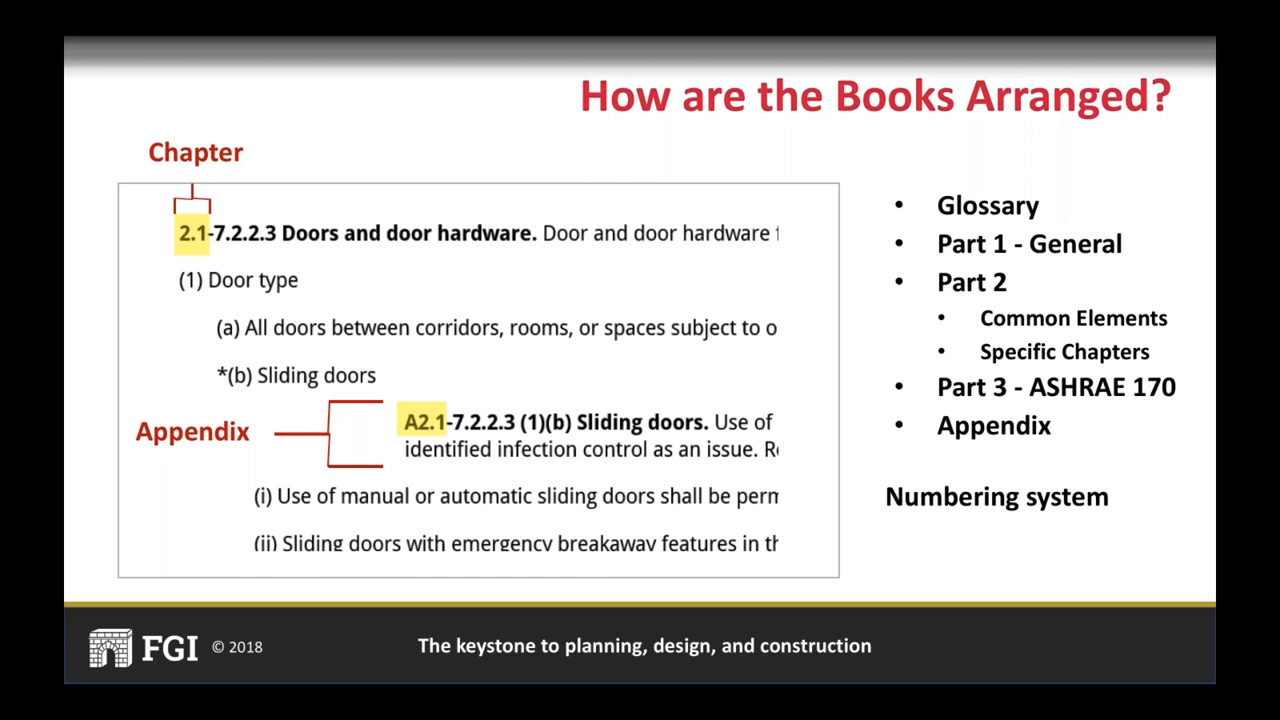 How are the Books Arranged?
Chapter
2.1-7.2.2.3 Doors and door hardware. Door and door hardware
(1) Door type
(a) All doors between corridors, rooms, or spaces subject to o
*(b) Sliding doors
Appendix
A2.1-7.2.2.3 (1)(b) Sliding doors. Use of
identified infection control as an issue. R
(i) Use of manual or automatic sliding doors shall be perm
(ii) Sliding doors with emergency breakaway features in th
• Glossary
• Part 1 - General
• Part 2
• Common Elements
• Specific Chapters
• Part 3 - ASHRAE 170
• Appendix
Numbering system
FGI © 2018
The keystone to planning, design, and construction